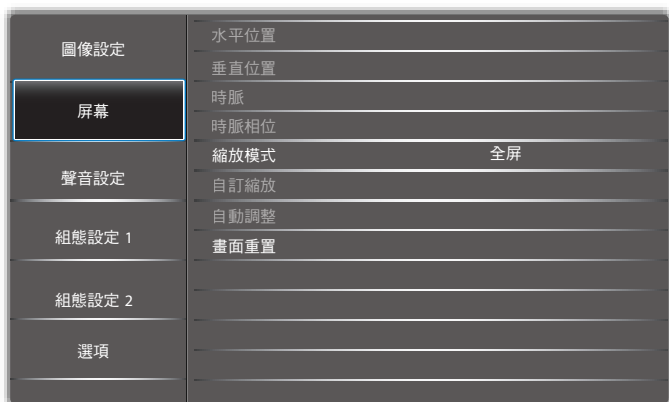 圖像設定
屏幕
聲音設定
組態設定 1
組態設定 2
選項
水平位置
垂直位置
時脈
時脈相位
縮放模式 全屏
自訂縮放
自動調整
畫面重置